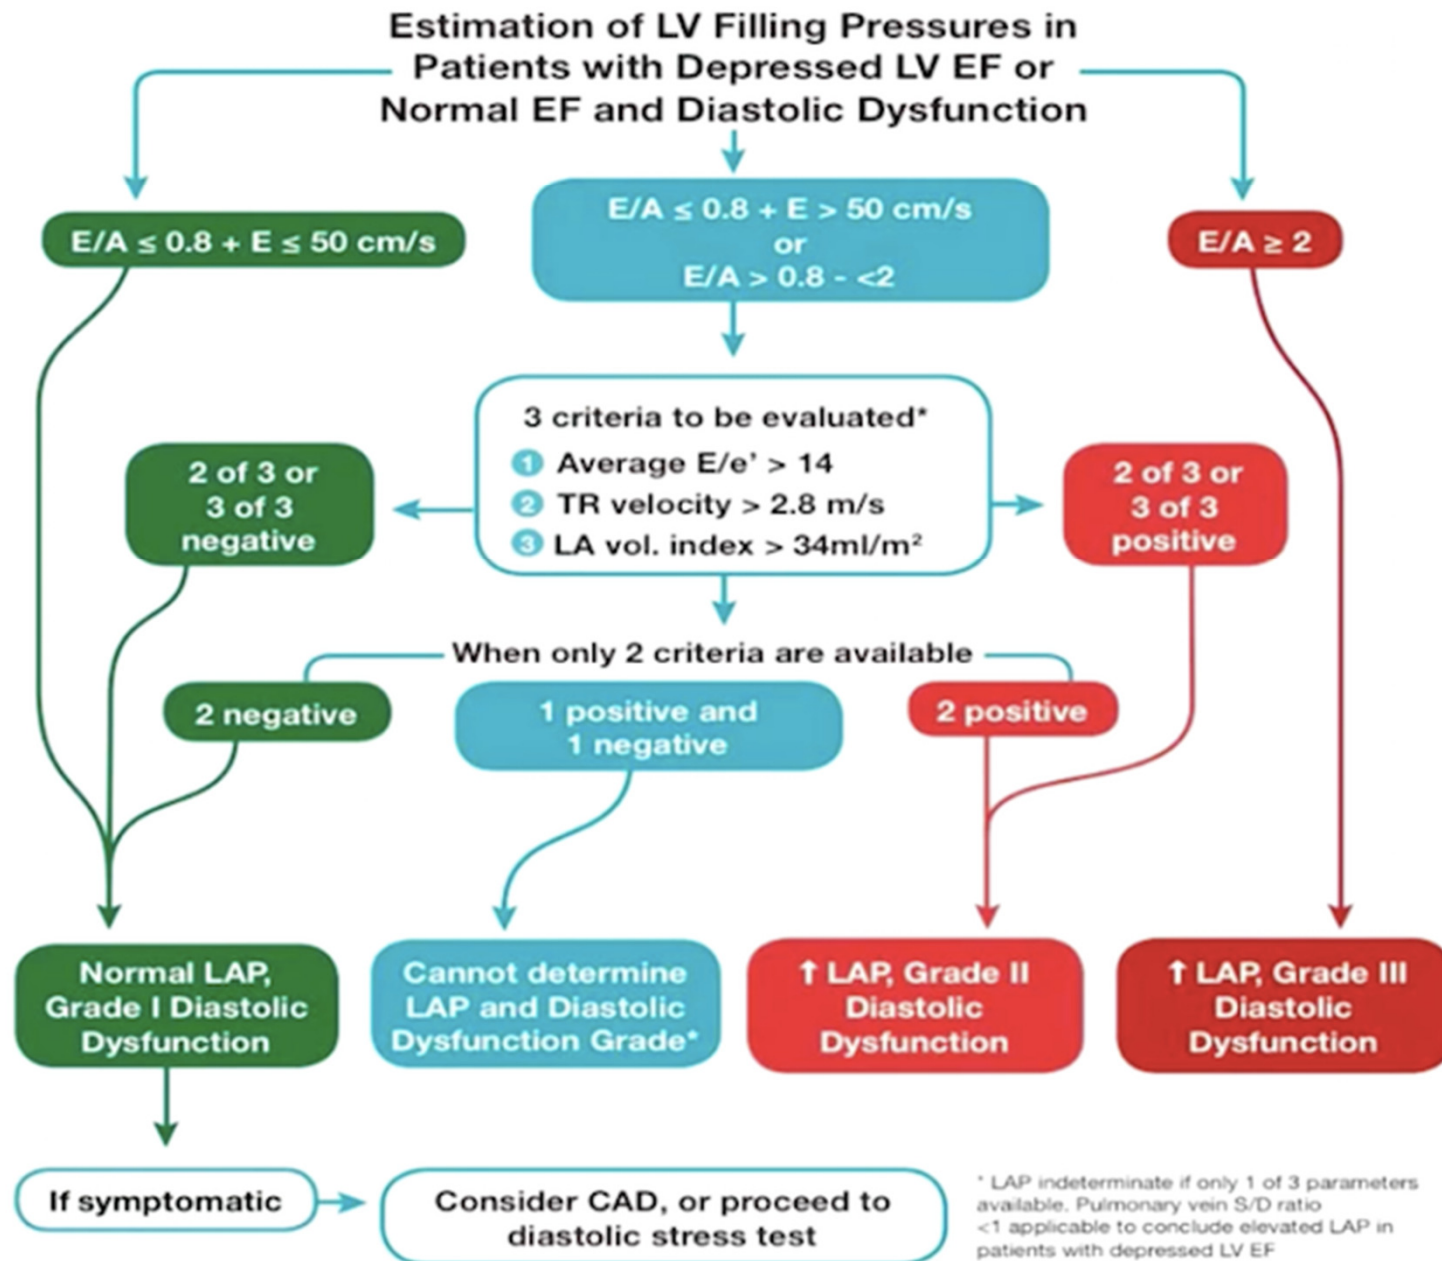 Estimation of LV Filling Pressures in
Patients with Depressed LV EF or
Normal EF and Diastolic Dysfunction
E/A ≤ 0.8 + E ≤ 50 cm/s
E/A ≤ 0.8 + E > 50 cm/s
or
E/A > 0.8 - <2
E/A ≥ 2
3 criteria to be evaluated*
1 Average E/e' > 14
2 TR velocity > 2.8 m/s
3 LA vol. index > 34ml/m²
2 of 3 or
3 of 3
negative
2 of 3 or
3 of 3
positive
When only 2 criteria are available
2 negative
1 positive and
1 negative
2 positive
Normal LAP,
Grade I Diastolic
Dysfunction
Cannot determine
LAP and Diastolic
Dysfunction Grade*
↑ LAP, Grade II
Diastolic
Dysfunction
↑ LAP, Grade III
Diastolic
Dysfunction
If symptomatic
Consider CAD, or proceed to
diastolic stress test
* LAP indeterminate if only 1 of 3 parameters
available. Pulmonary vein S/D ratio
<1 applicable to conclude elevated LAP in
patients with depressed LV EF